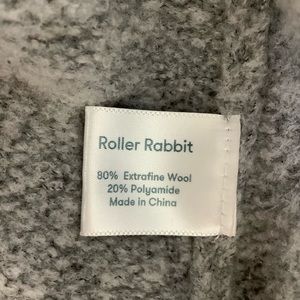 Roller Rabbit
80% Extrafine Wool
20% Polyamide
Made in China